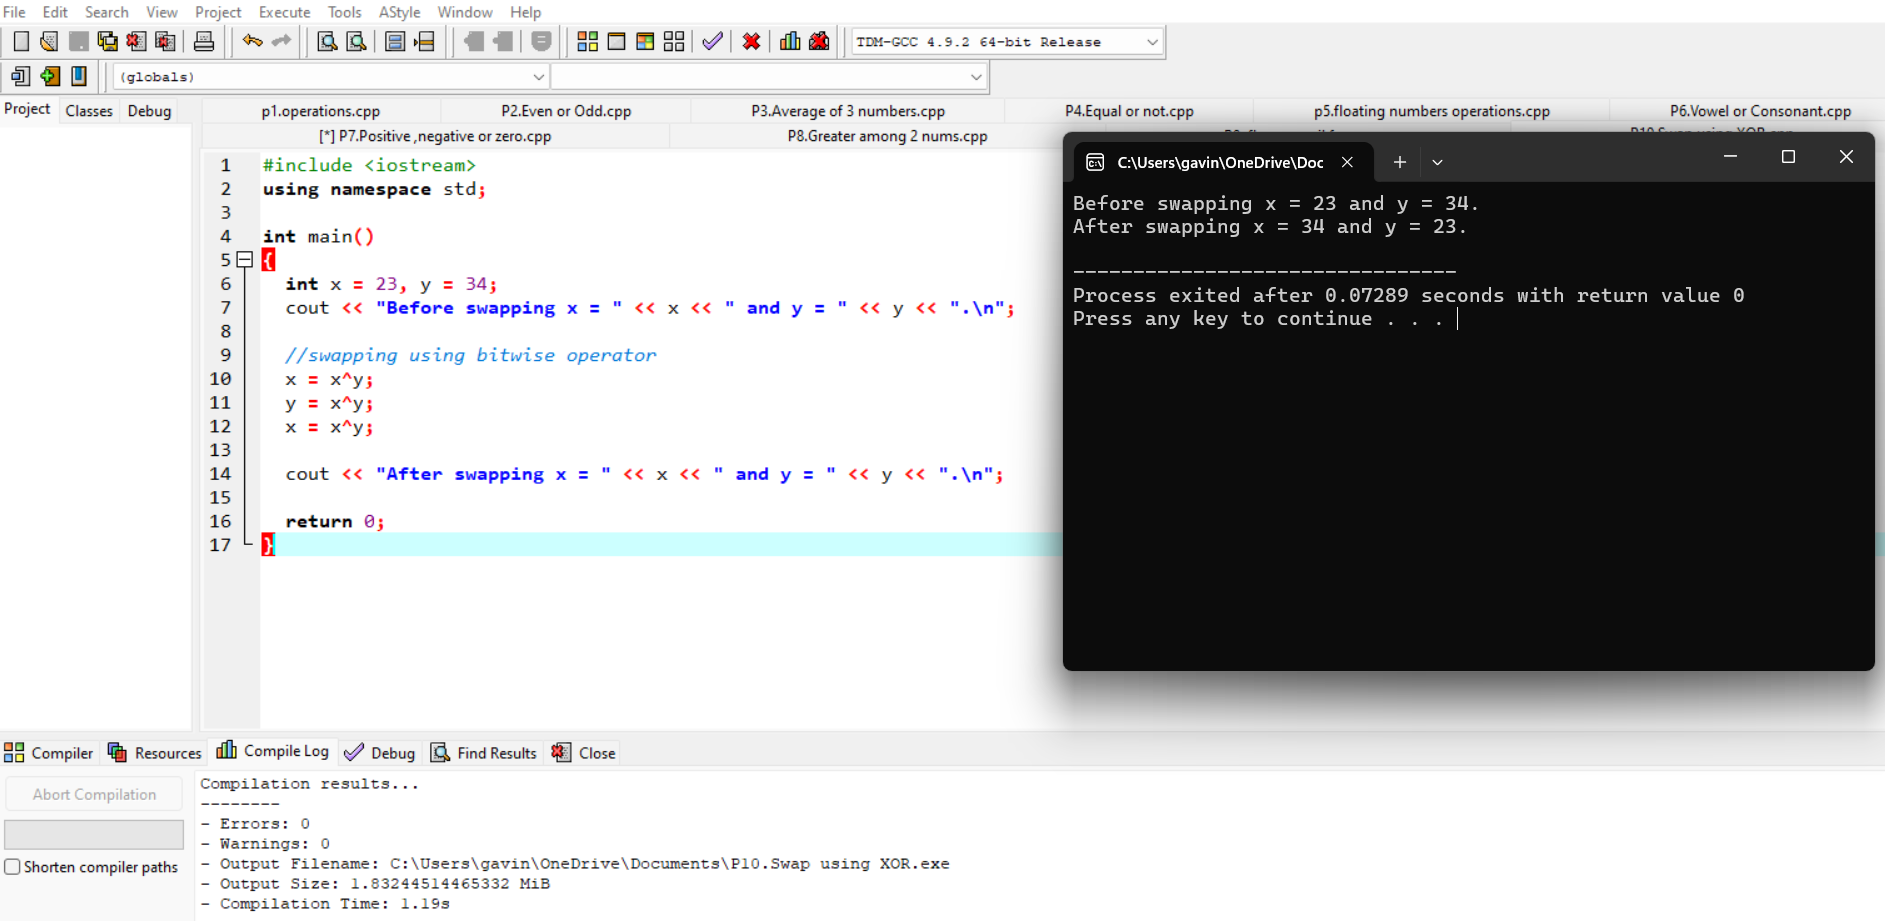 File Edit Search View Project Execute Tools AStyle Window Help
TDM-GCC 4.9.2 64-bit Release
(globals)
Project Classes Debug
p1.operations.cpp P2.Even or Odd.cpp P3.Average of 3 numbers.cpp P4.Equal or not.cpp p5.floating numbers operations.cpp P6.Vowel or Consonant.cpp
[*] P7.Positive ,negative or zero.cpp P8.Greater among 2 nums.cpp
1 #include <iostream>
2 using namespace std;
3
4 int main()
5 {
6 int x = 23, y = 34;
7 cout << "Before swapping x = " << x << " and y = " << y << ".\n";
8
9 //swapping using bitwise operator
10 x = x^y;
11 y = x^y;
12 x = x^y;
13
14 cout << "After swapping x = " << x << " and y = " << y << ".\n";
15
16 return 0;
17 }
C:\Users\gavin\OneDrive\Doc
Before swapping x = 23 and y = 34.
After swapping x = 34 and y = 23.
--------------------------------
Process exited after 0.07289 seconds with return value 0
Press any key to continue . . .
Compiler Resources Compile Log Debug Find Results Close
Abort Compilation
Shorten compiler paths
Compilation results...
--------
- Errors: 0
- Warnings: 0
- Output Filename: C:\Users\gavin\OneDrive\Documents\P10.Swap using XOR.exe
- Output Size: 1.83244514465332 MiB
- Compilation Time: 1.19s